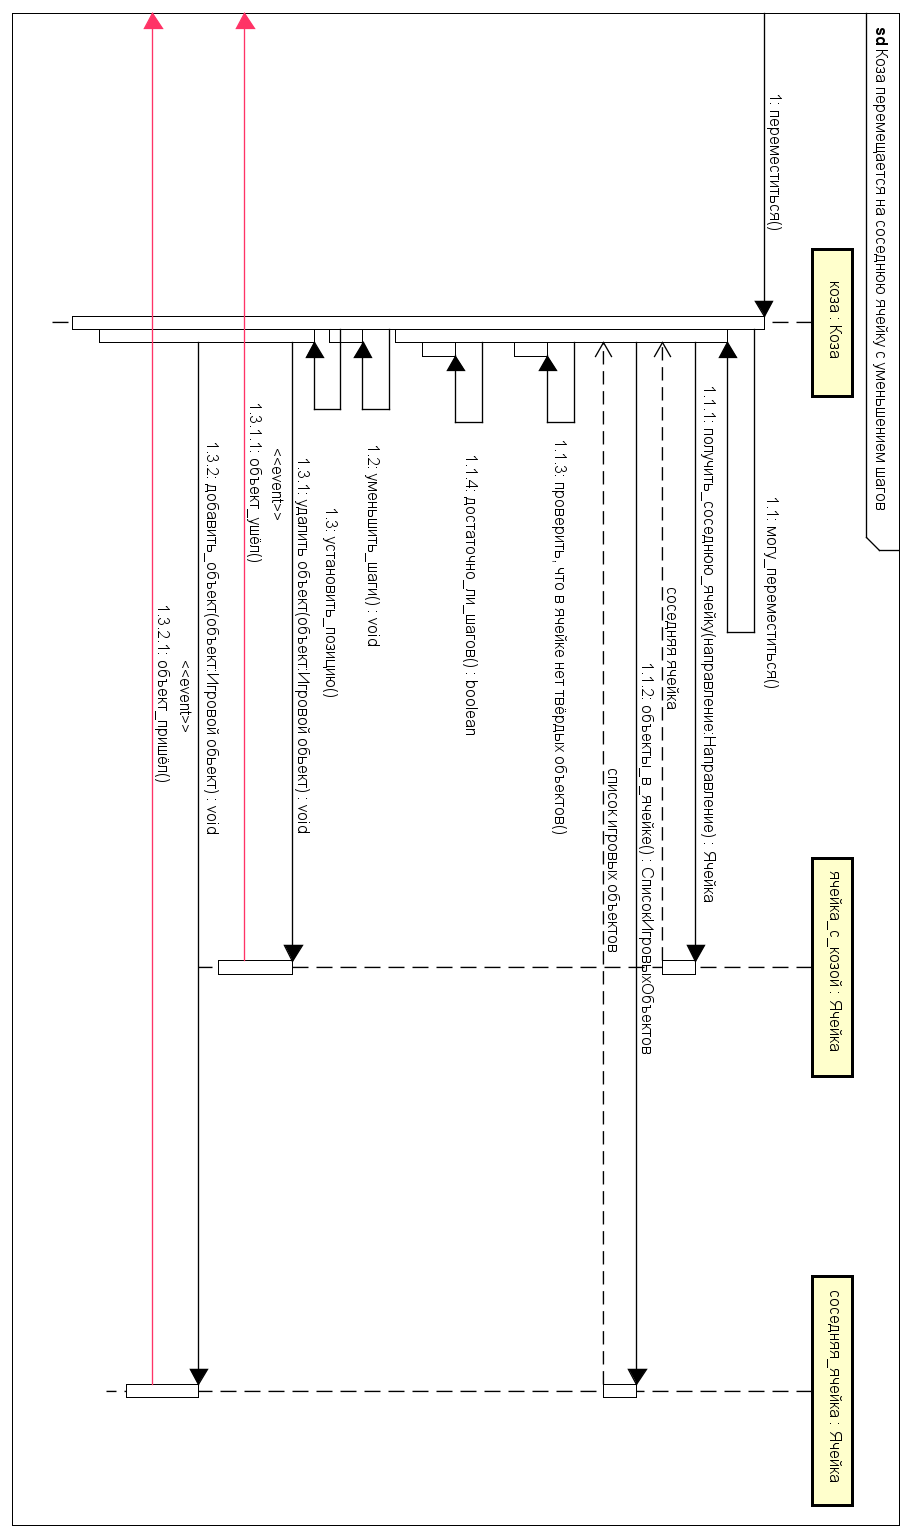 sd Коза перемещается на соседнюю ячейку с уменьшением шагов
коза : Коза
ячейка_с_козой : Ячейка
соседняя_ячейка : Ячейка
1: переместиться()
1.1: могу_переместиться()
1.1.1: получить_соседнюю_ячейку(направление:Направление) : Ячейка
соседняя ячейка
1.1.2: объекты_в_ячейке() : СписокИгровыхОбъектов
список игровых объектов
1.1.3: проверить, что в ячейке нет твёрдых объектов()
1.1.4: достаточно_ли_шагов() : boolean
1.2: уменьшить_шаги() : void
1.3: установить_позицию()
1.3.1: удалить объект(объект:Игровой обьект) : void
<<event>>
1.3.1.1: объект_ушёл()
1.3.2: добавить_объект(объект:Игровой обьект) : void
<<event>>
1.3.2.1: объект_пришёл()